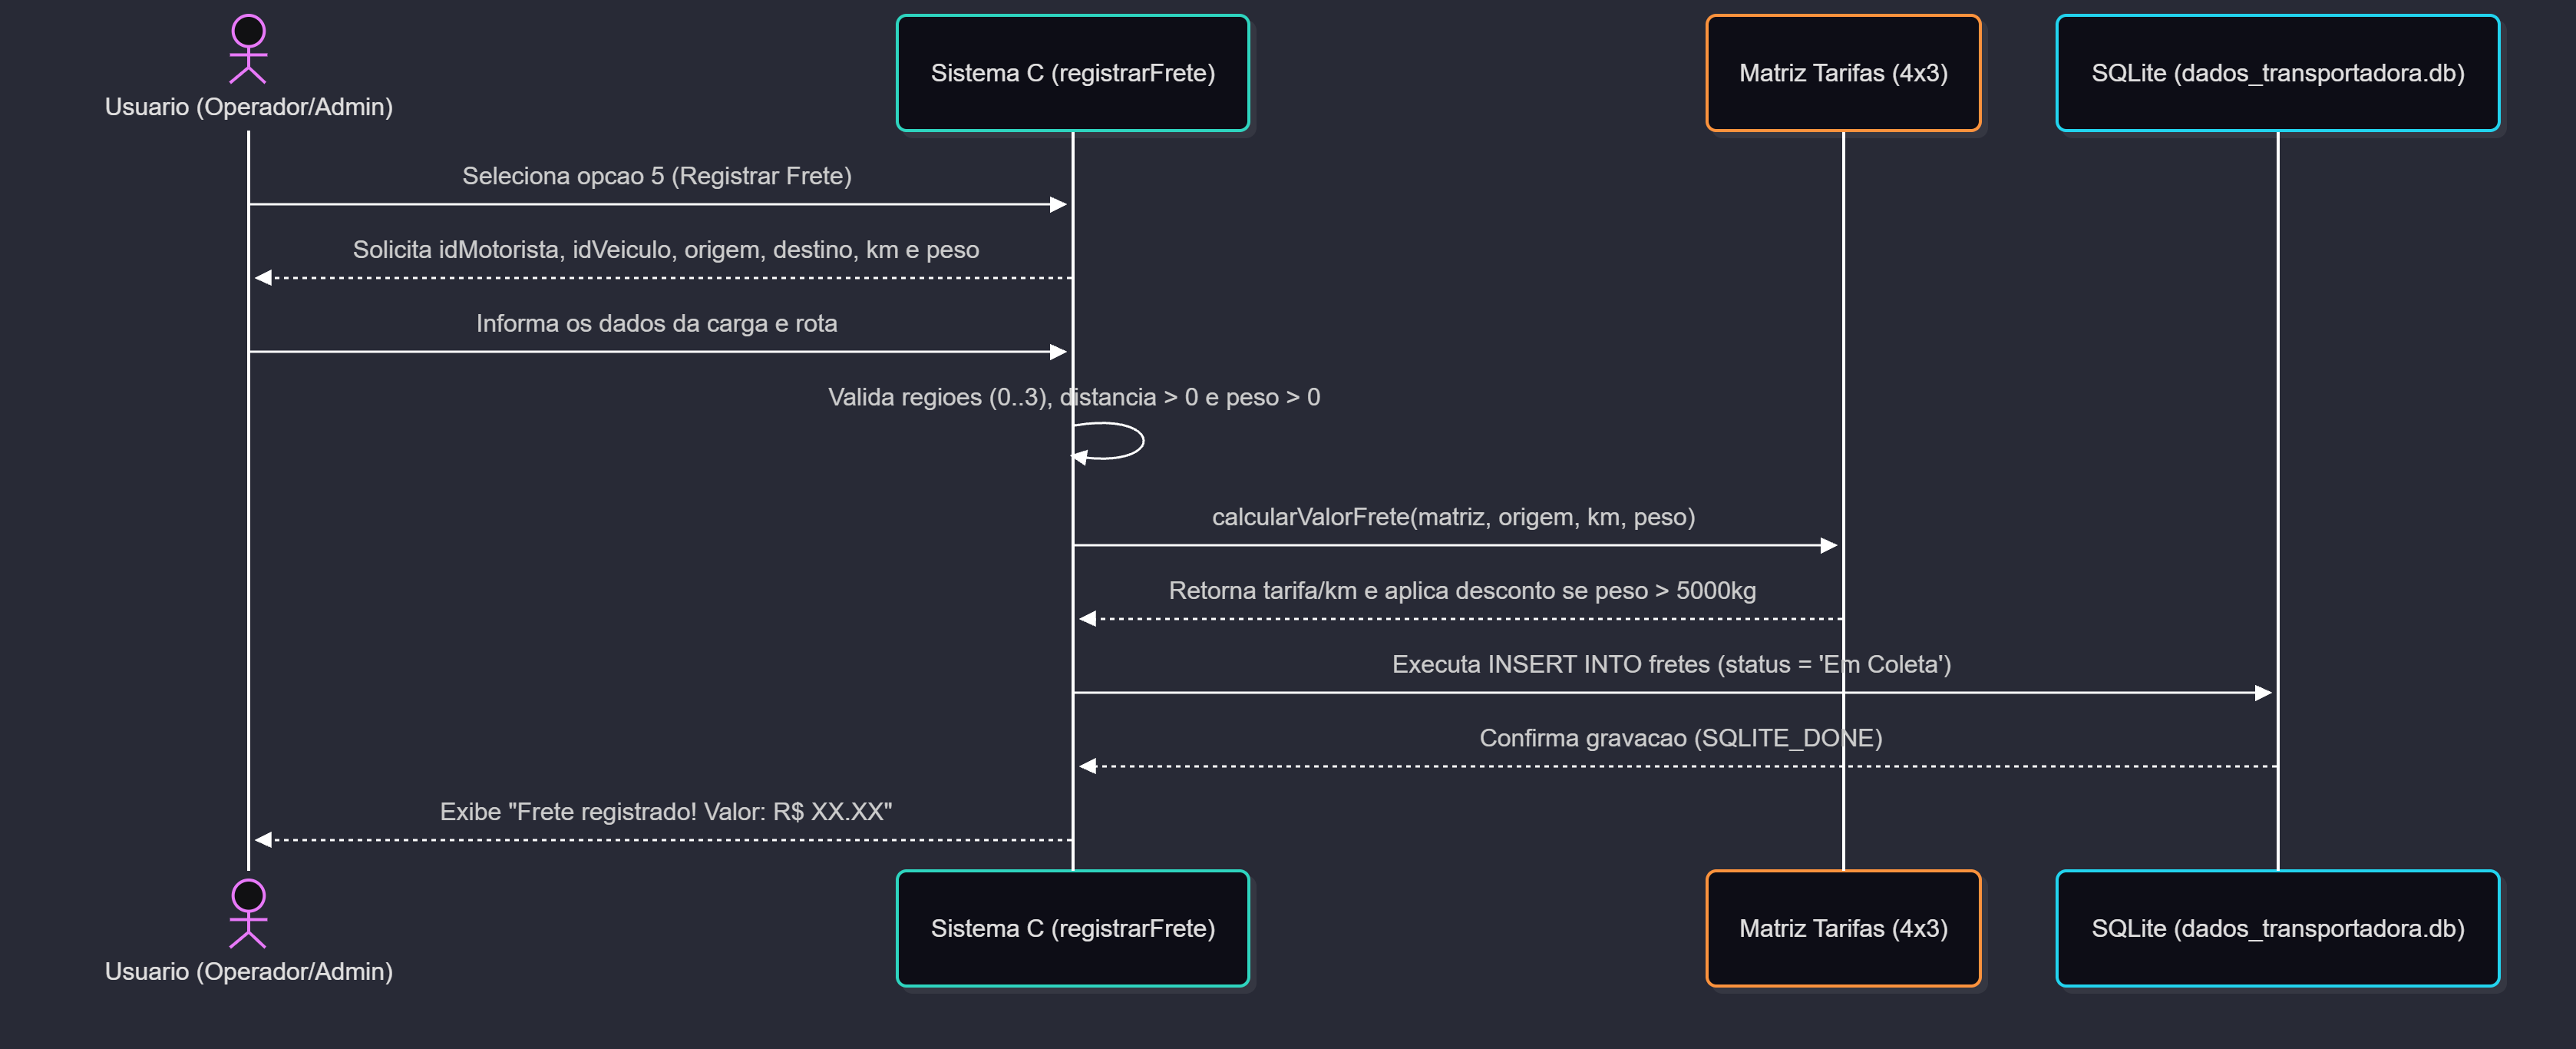 Usuario (Operador/Admin)
Sistema C (registrarFrete)
Matriz Tarifas (4x3)
SQLite (dados_transportadora.db)
Seleciona opcao 5 (Registrar Frete)
Solicita idMotorista, idVeiculo, origem, destino, km e peso
Informa os dados da carga e rota
Valida regioes (0..3), distancia > 0 e peso > 0
calcularValorFrete(matriz, origem, km, peso)
Retorna tarifa/km e aplica desconto se peso > 5000kg
Executa INSERT INTO fretes (status = 'Em Coleta')
Confirma gravacao (SQLITE_DONE)
Exibe "Frete registrado! Valor: R$ XX.XX"
Usuario (Operador/Admin)
Sistema C (registrarFrete)
Matriz Tarifas (4x3)
SQLite (dados_transportadora.db)